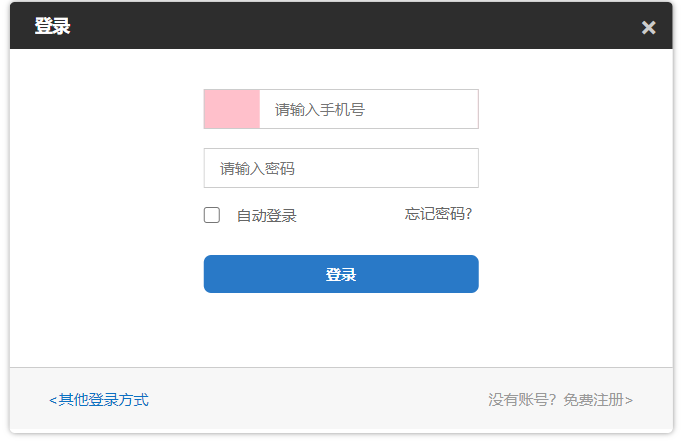 登录
请输入手机号
请输入密码
自动登录 忘记密码?
登录
<其他登录方式 没有账号? 免费注册>